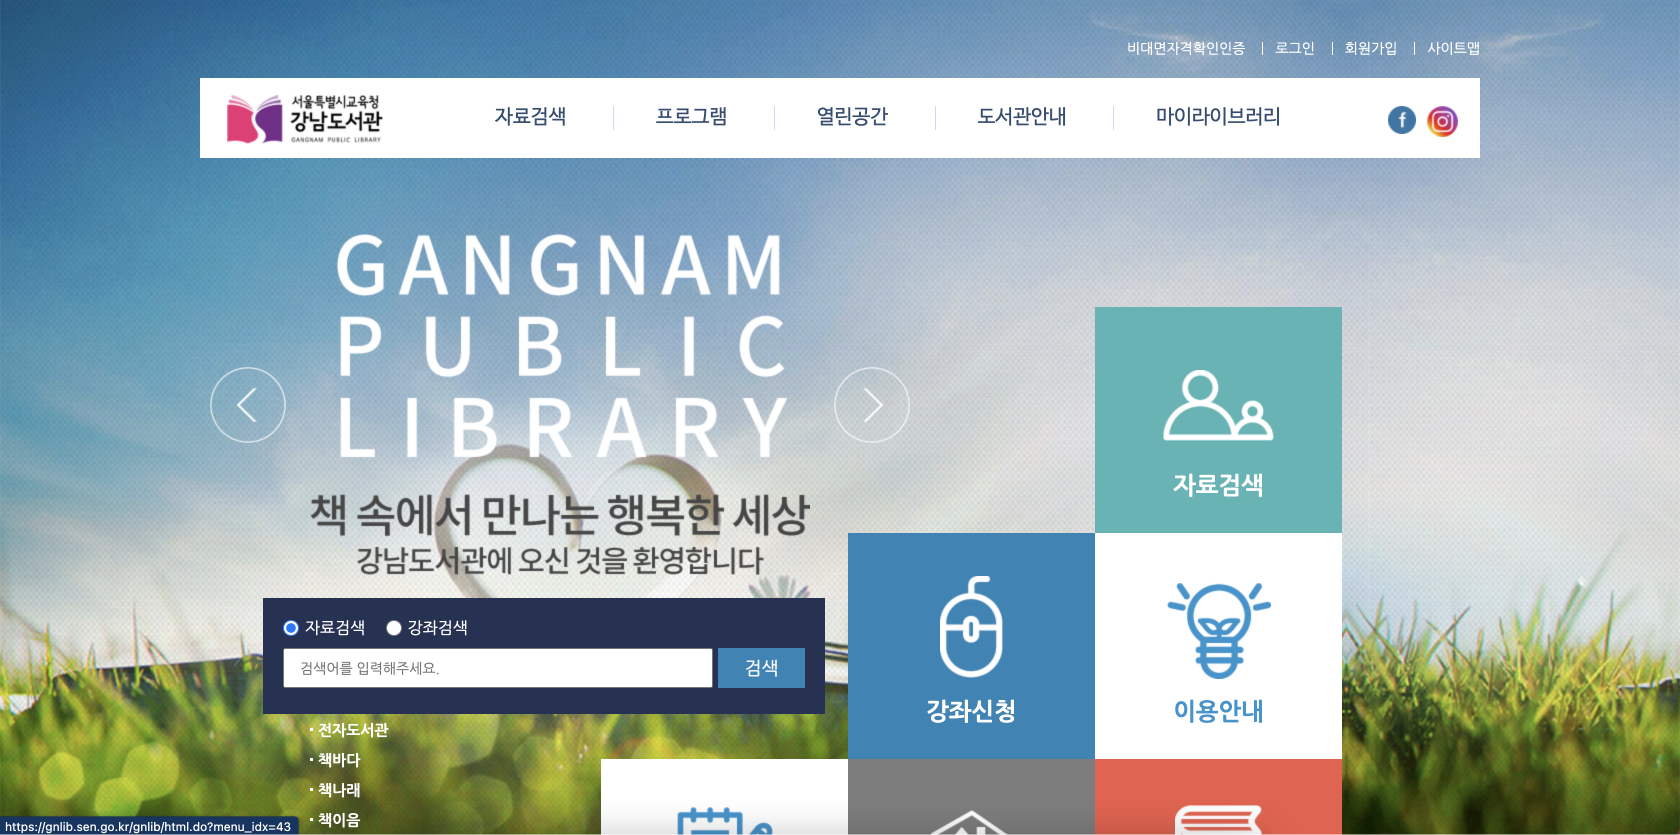 비대면자격확인인증
로그인
회원가입
사이트맵
서울특별시교육청
강남도서관
GANGNAM PUBLIC LIBRARY
자료검색
프로그램
열린공간
도서관안내
마이라이브러리
f
GANGNAM
PUBLIC
LIBRARY
책 속에서 만나는 행복한 세상
강남도서관에 오신 것을 환영합니다
자료검색
강좌검색
검색어를 입력해주세요.
검색
자료검색
강좌신청
이용안내
· 전자도서관
· 책바다
· 책나래
· 책이음
https://gnlib.sen.go.kr/gnlib/html.do?menu_idx=43